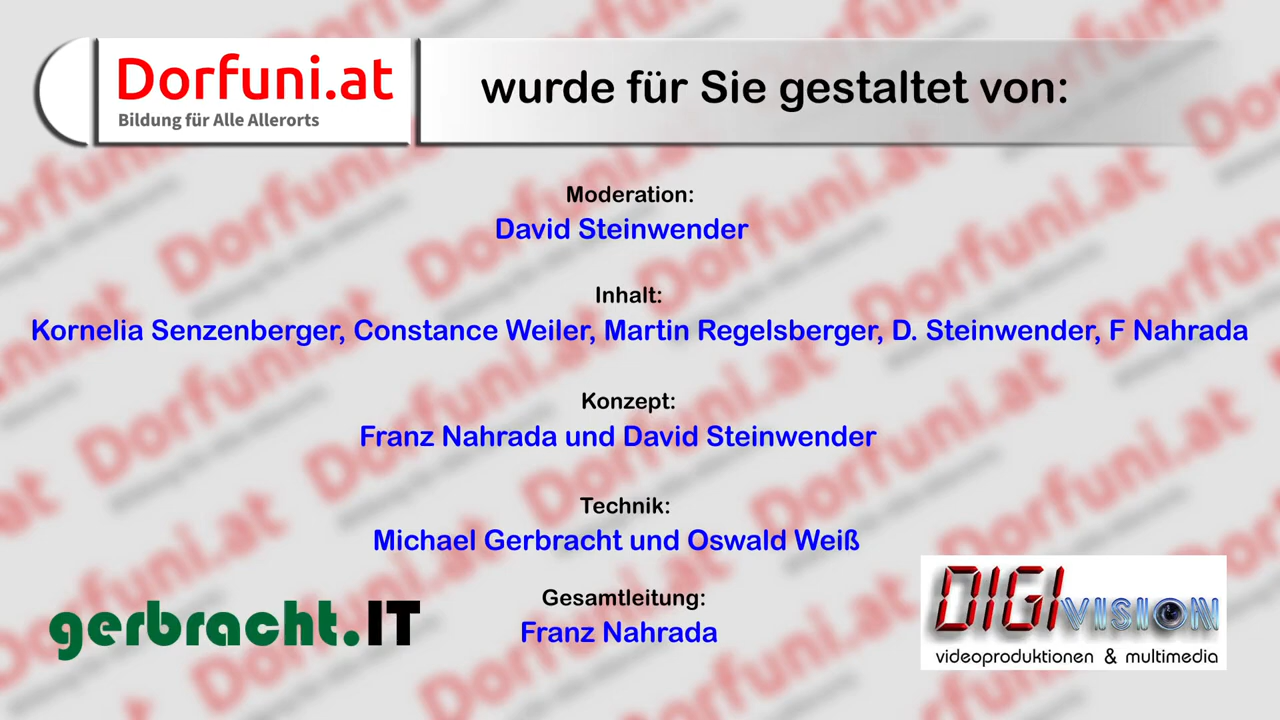 Dorfuni.at
Bildung für Alle Allerorts
wurde für Sie gestaltet von:
Moderation:
David Steinwender
Inhalt:
Kornelia Senzenberger, Constance Weiler, Martin Regelsberger, D. Steinwender, F Nahrada
Konzept:
Franz Nahrada und David Steinwender
Technik:
Michael Gerbracht und Oswald Weiß
Gesamtleitung:
Franz Nahrada
gerbracht.IT
DIGIVISION
videoproduktionen & multimedia